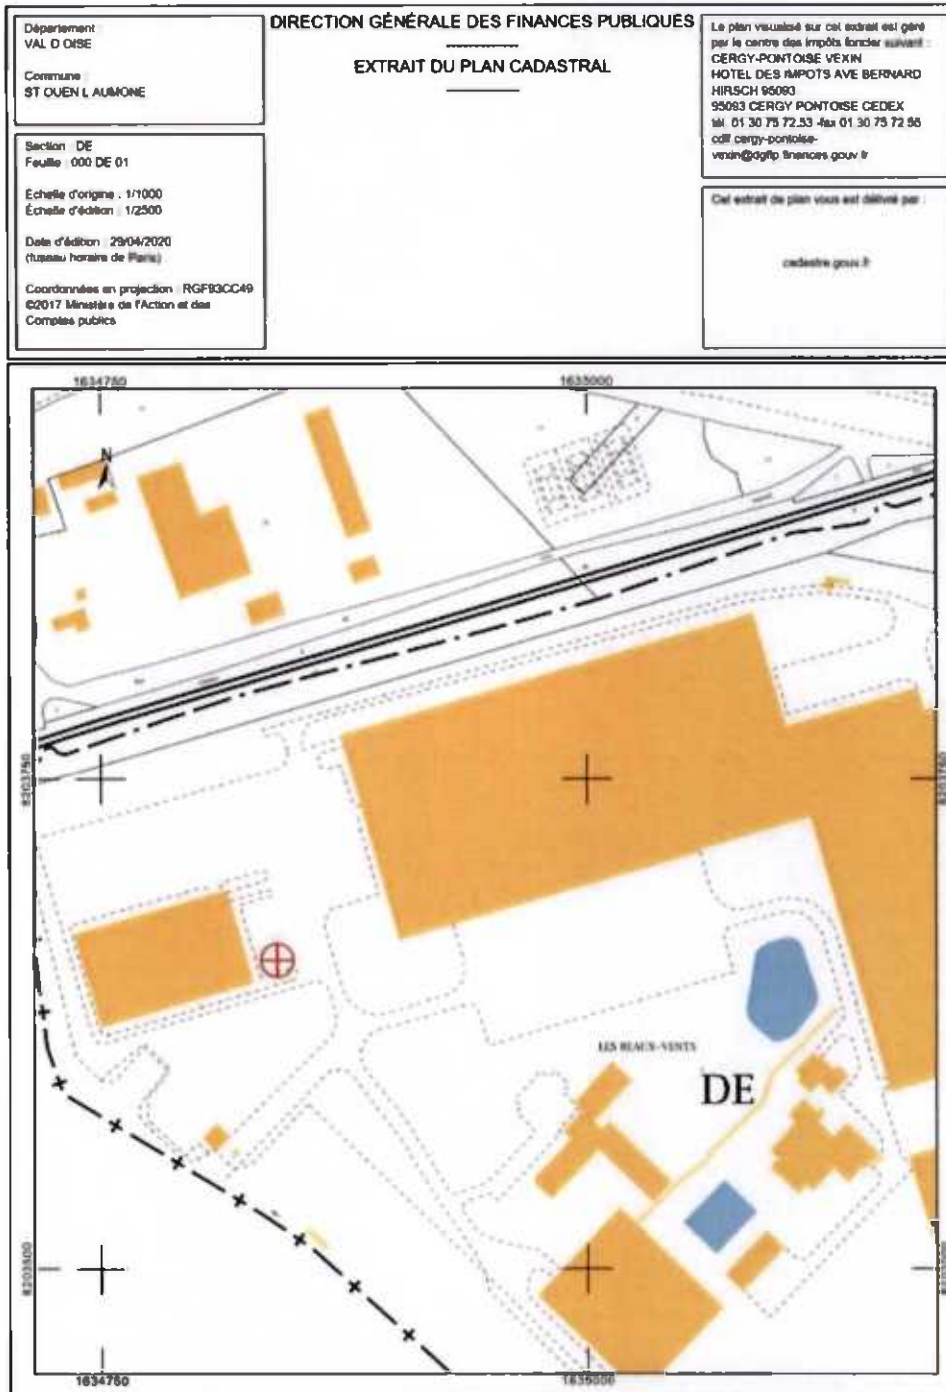 Département :
VAL D OISE
Commune :
ST OUEN L AUMONE
Section : DE
Feuille : 000 DE 01
Échelle d'origine : 1/1000
Échelle d'édition : 1/2500
Date d'édition : 29/04/2020
(fuseau horaire de Paris)
Coordonnées en projection : RGF93CC49
©2017 Ministère de l'Action et des
Comptes publics
DIRECTION GÉNÉRALE DES FINANCES PUBLIQUES
EXTRAIT DU PLAN CADASTRAL
Le plan visualisé sur cet extrait est géré
par le centre des impôts foncier suivant :
CERGY-PONTOISE VEXIN
HOTEL DES IMPOTS AVE BERNARD
HIRSCH 95093
95093 CERGY PONTOISE CEDEX
tél. 01 30 75 72 53 -fax 01 30 75 72 56
cdif cergy-pontoise-
vexin@dgfip finances gouv fr
Cet extrait de plan vous est délivré par :
cadastre.gouv.fr
1634750
1635000
N
8203750
8203750
LES BEAUX-VENTS
DE
8203500
8203500
1634750
1635000